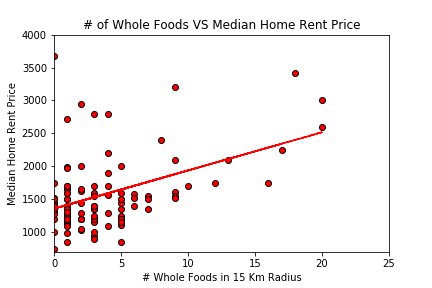 # of Whole Foods VS Median Home Rent Price
4000
3500
3000
2500
2000
1500
1000
Median Home Rent Price
0 5 10 15 20 25
# Whole Foods in 15 Km Radius